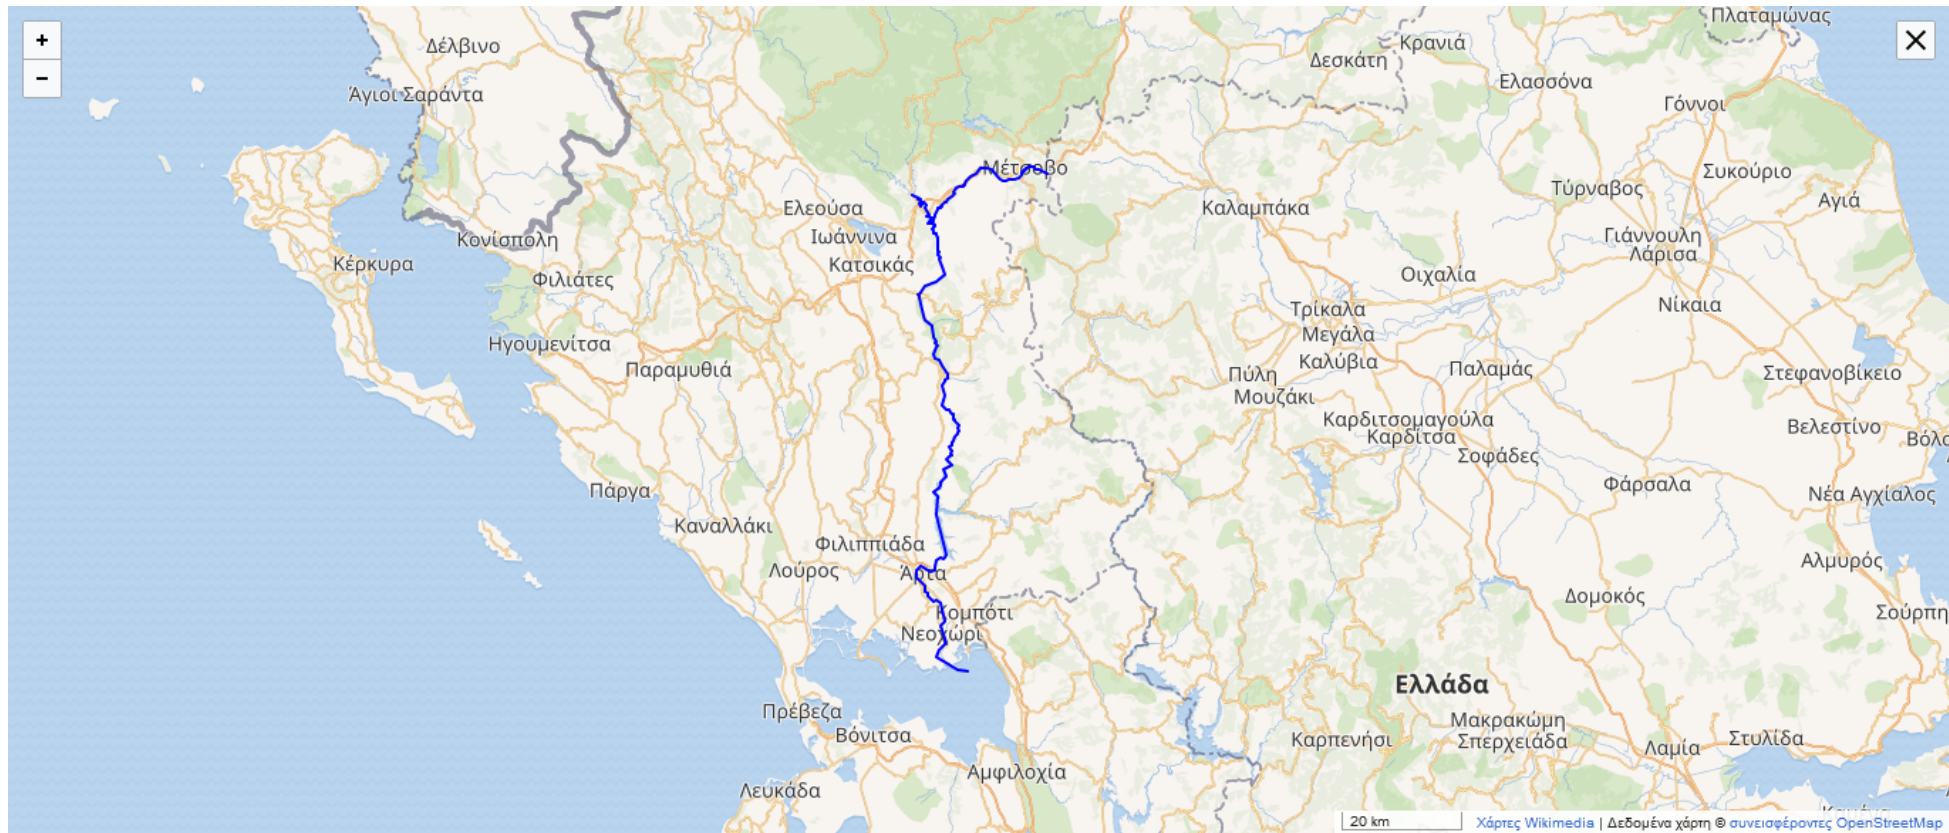 +
−
Πλαταμώνας
Δέλβινο
Κρανιά
Δεσκάτη
Ελασσόνα
Άγιοι Σαράντα
Γόννοι
Μέτσοβο
Συκούριο
Τύρναβος
Αγιά
Ελεούσα
Καλαμπάκα
Ιωάννινα
Γιάννουλη
Κονίσπολη
Λάρισα
Κέρκυρα
Κατσικάς
Φιλιάτες
Οιχαλία
Νίκαια
Τρίκαλα
Μεγάλα
Καλύβια
Ηγουμενίτσα
Παραμυθιά
Πύλη
Παλαμάς
Στεφανοβίκειο
Μουζάκι
Καρδιτσομαγούλα
Καρδίτσα
Βελεστίνο
Σοφάδες
Πάργα
Φάρσαλα
Νέα Αγχίαλος
Καναλλάκι
Φιλιππιάδα
Αλμυρός
Λούρος
Άρτα
Δομοκός
Κομπότι
Σούρπη
Νεοχώρι
Ελλάδα
Πρέβεζα
Μακρακώμη
Βόνιτσα
Καρπενήσι
Σπερχειάδα
Στυλίδα
Λαμία
Αμφιλοχία
Λευκάδα
20 km
Χάρτες Wikimedia | Δεδομένα χάρτη © συνεισφέροντες OpenStreetMap